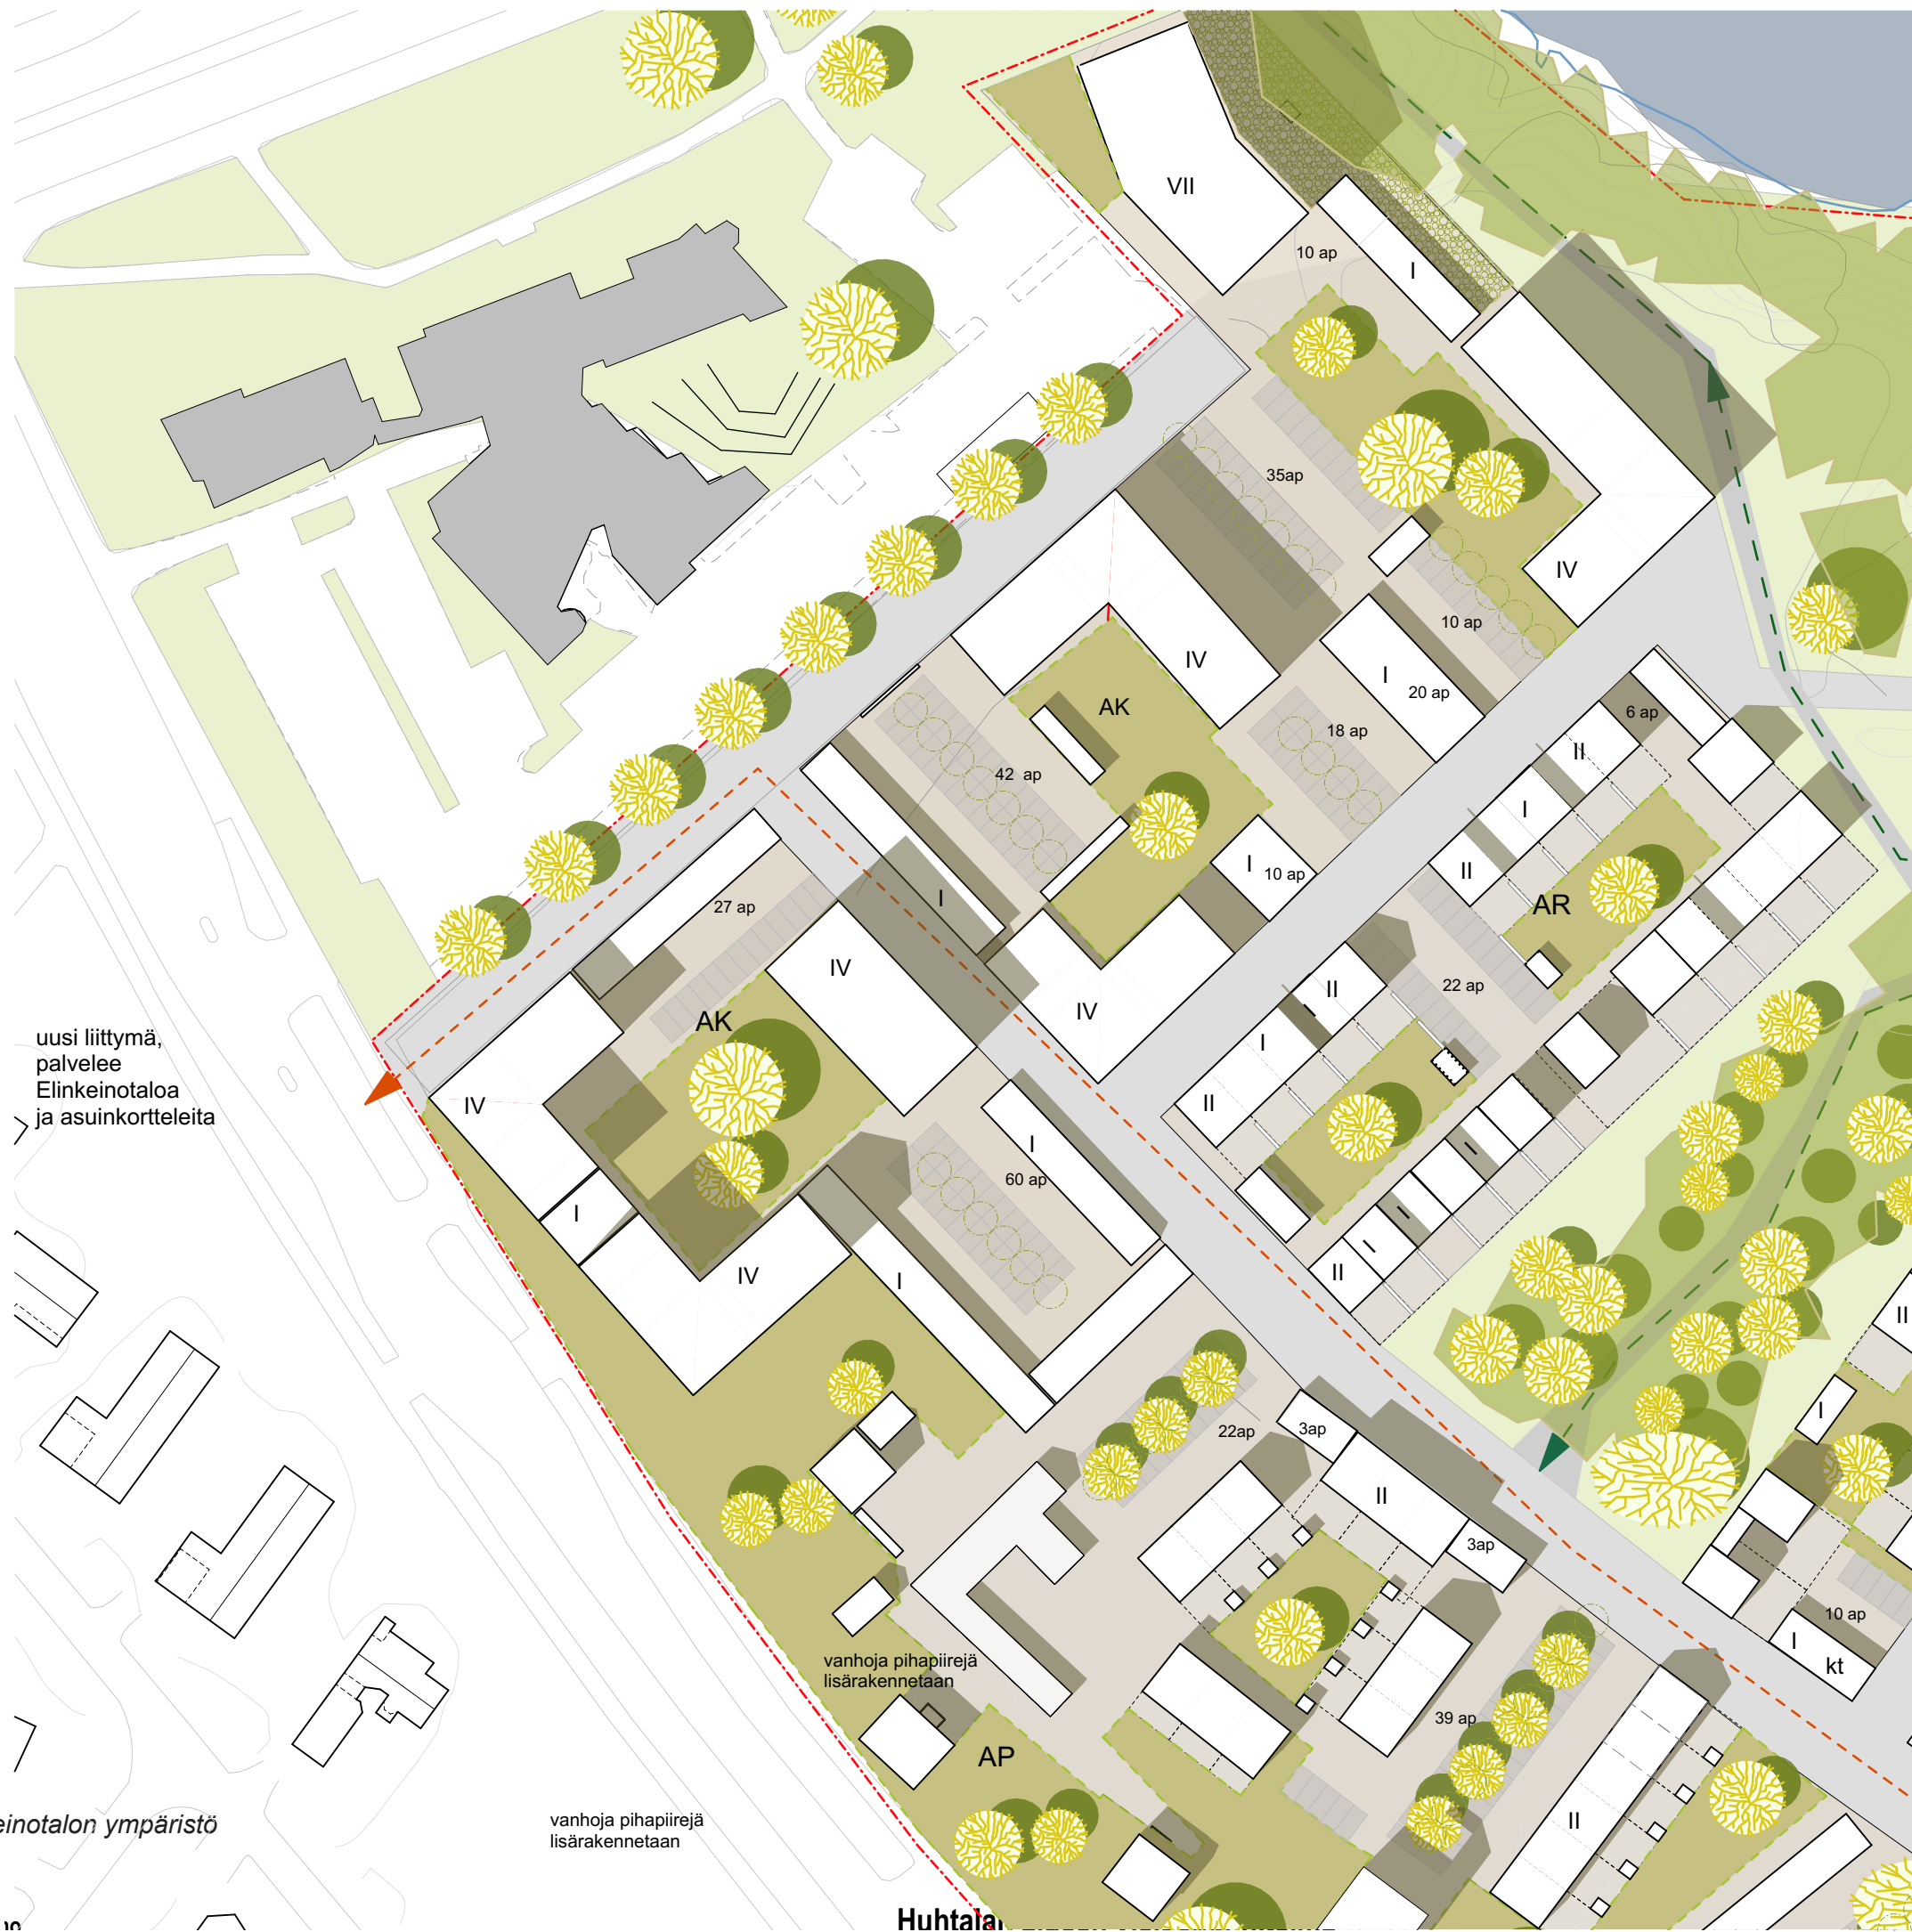 VII
10 ap
I
35ap
IV
10 ap
IV
I
20 ap
AK
6 ap
18 ap
II
42 ap
I
I
10 ap
II
I
27 ap
AR
IV
22 ap
II
IV
AK
I
uusi liittymä,
palvelee
Elinkeinotaloa
ja asuinkortteleita
IV
II
I
60 ap
I
I
II
IV
I
II
I
22ap
3ap
II
3ap
10 ap
I
kt
vanhoja pihapiirejä
lisärakennetaan
39 ap
AP
II
einotalon ympäristö
vanhoja pihapiirejä
lisärakennetaan